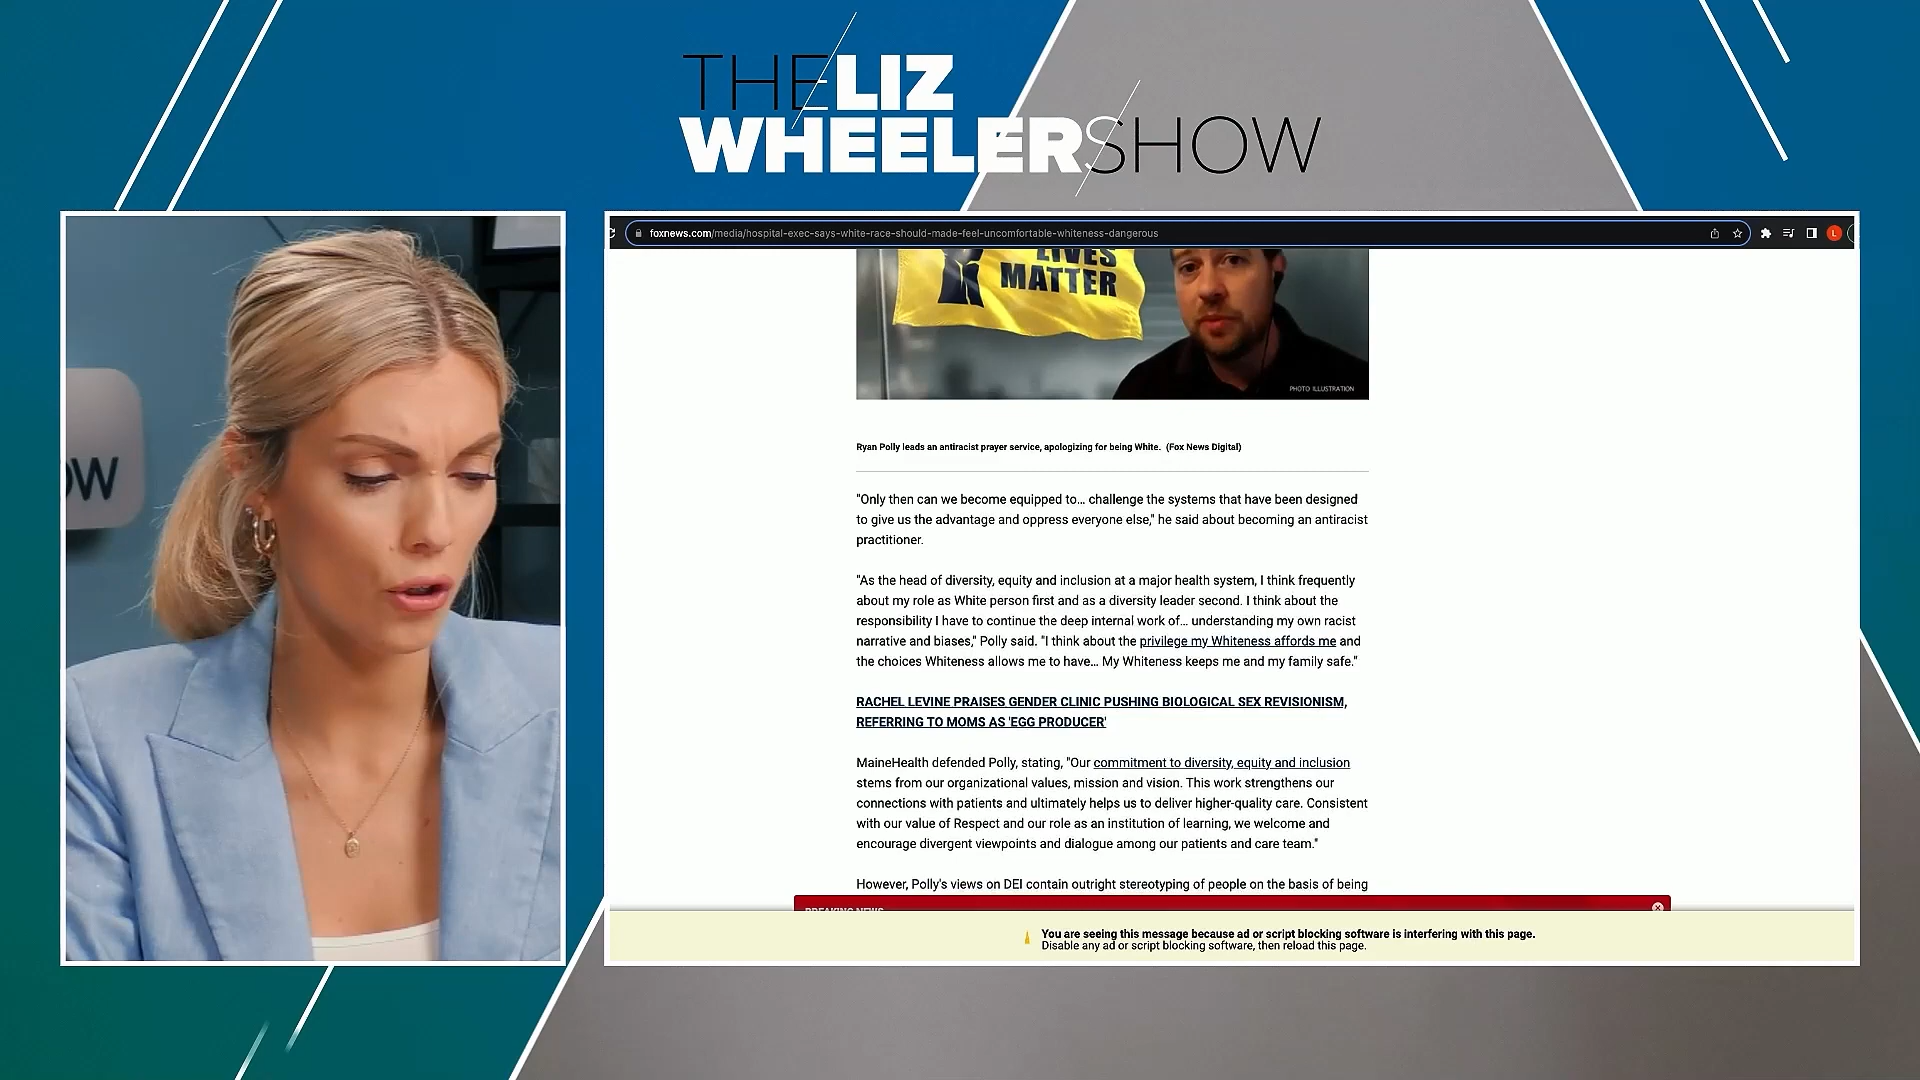 THE LIZ
WHEELER SHOW
OW
foxnews.com/media/hospital-exec-says-white-race-should-made-feel-uncomfortable-whiteness-dangerous
L
LIVES
MATTER
PHOTO ILLUSTRATION
Ryan Polly leads an antiracist prayer service, apologizing for being White. (Fox News Digital)
"Only then can we become equipped to... challenge the systems that have been designed
to give us the advantage and oppress everyone else," he said about becoming an antiracist
practitioner.
"As the head of diversity, equity and inclusion at a major health system, I think frequently
about my role as White person first and as a diversity leader second. I think about the
responsibility I have to continue the deep internal work of... understanding my own racist
narrative and biases," Polly said. "I think about the privilege my Whiteness affords me and
the choices Whiteness allows me to have... My Whiteness keeps me and my family safe."
RACHEL LEVINE PRAISES GENDER CLINIC PUSHING BIOLOGICAL SEX REVISIONISM,
REFERRING TO MOMS AS 'EGG PRODUCER'
MaineHealth defended Polly, stating, "Our commitment to diversity, equity and inclusion
stems from our organizational values, mission and vision. This work strengthens our
connections with patients and ultimately helps us to deliver higher-quality care. Consistent
with our value of Respect and our role as an institution of learning, we welcome and
encourage divergent viewpoints and dialogue among our patients and care team."
However, Polly's views on DEI contain outright stereotyping of people on the basis of being
BREAKING NEWS
You are seeing this message because ad or script blocking software is interfering with this page.
Disable any ad or script blocking software, then reload this page.